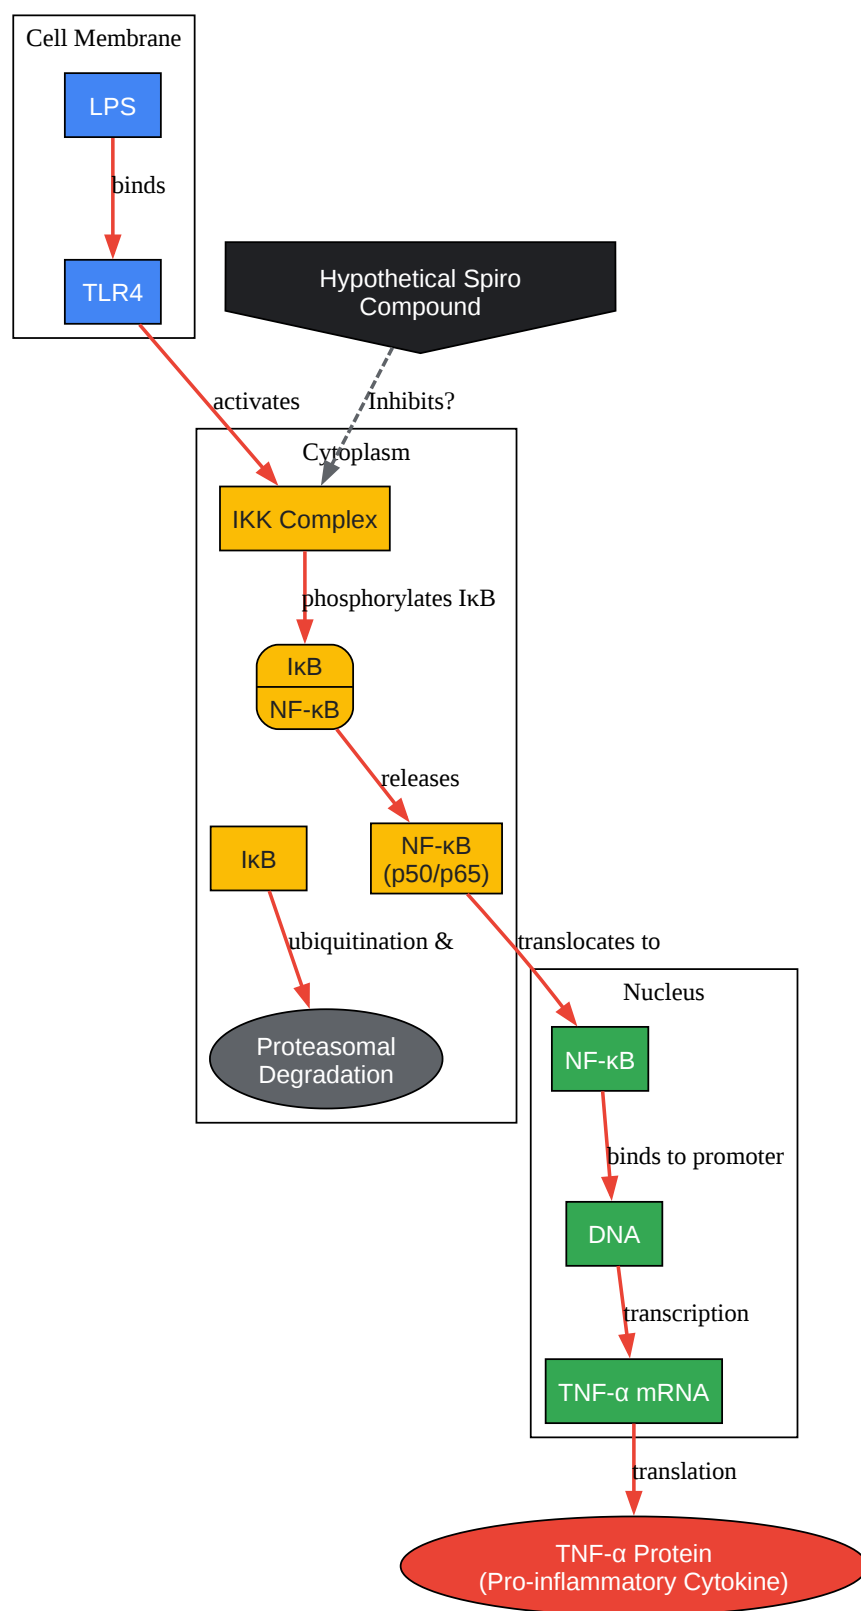 Cell Membrane
LPS
binds
TLR4
Hypothetical Spiro
Compound
activates
Inhibits?
Cytoplasm
IKK Complex
phosphorylates IκB
IκB
NF-κB
releases
IκB
NF-κB
(p50/p65)
ubiquitination &
translocates to
Proteasomal
Degradation
Nucleus
NF-κB
binds to promoter
DNA
transcription
TNF-α mRNA
translation
TNF-α Protein
(Pro-inflammatory Cytokine)